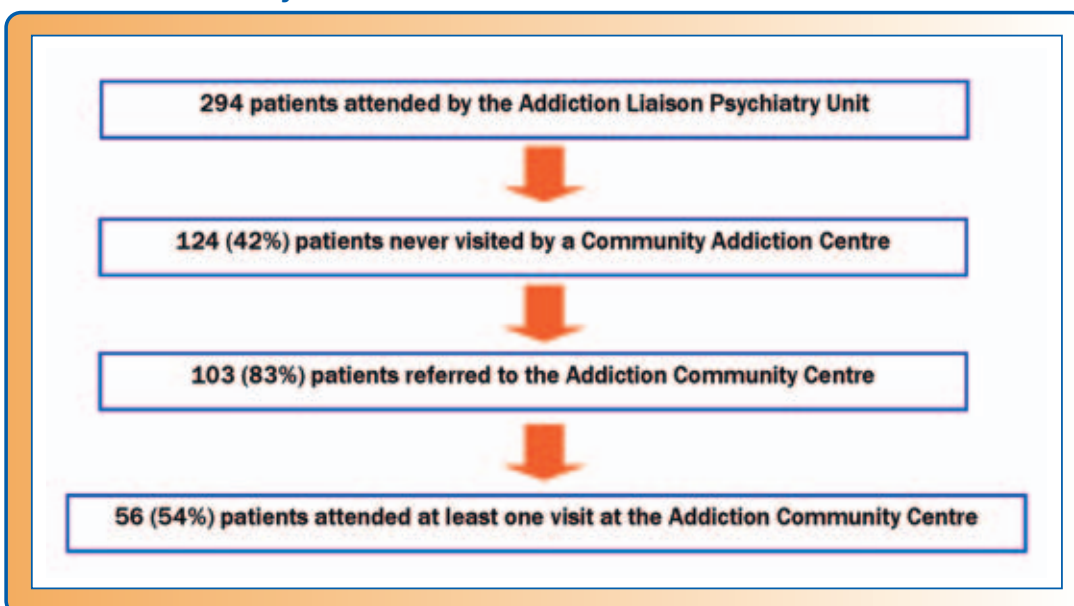 294 patients attended by the Addiction Liaison Psychiatry Unit
124 (42%) patients never visited by a Community Addiction Centre
103 (83%) patients referred to the Addiction Community Centre
56 (54%) patients attended at least one visit at the Addiction Community Centre